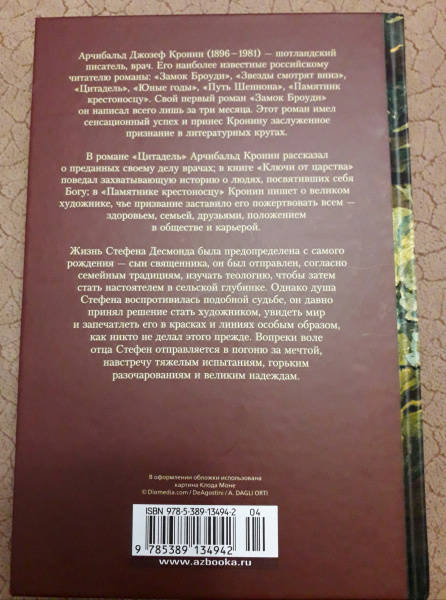 Арчибальд Джозеф Кронин (1896–1981) — шотландский
писатель, врач. Его наиболее известные российскому
читателю романы: «Замок Броуди», «Звезды смотрят вниз»,
«Цитадель», «Юные годы», «Путь Шеннона», «Памятник
крестоносцу». Свой первый роман «Замок Броуди»
он написал всего лишь за три месяца. Этот роман имел
сенсационный успех и принес Кронину заслуженное
признание в литературных кругах.
В романе «Цитадель» Арчибальд Кронин рассказал
о преданных своему делу врачах; в книге «Ключи от царства»
поведал захватывающую историю о людях, посвятивших себя
Богу; в «Памятнике крестоносцу» Кронин пишет о великом
художнике, чье призвание заставило его пожертвовать всем —
здоровьем, семьей, друзьями, положением
в обществе и карьерой.
Жизнь Стефена Десмонда была предопределена с самого
рождения — сын священника, он был отправлен, согласно
семейным традициям, изучать теологию, чтобы затем
стать настоятелем в сельской глубинке. Однако душа
Стефена воспротивилась подобной судьбе, он давно
принял решение стать художником, увидеть мир
и запечатлеть его в красках и линиях особым образом,
как никто не делал этого прежде. Вопреки воле
отца Стефен отправляется в погоню за мечтой,
навстречу тяжелым испытаниям, горьким
разочарованиям и великим надеждам.
В оформлении обложки использована
картина Клода Моне
© Diomedia.com / DeAgostini / A. DAGLI ORTI
ISBN 978-5-389-13494-2 04
9 785389 134942
www.azbooka.ru